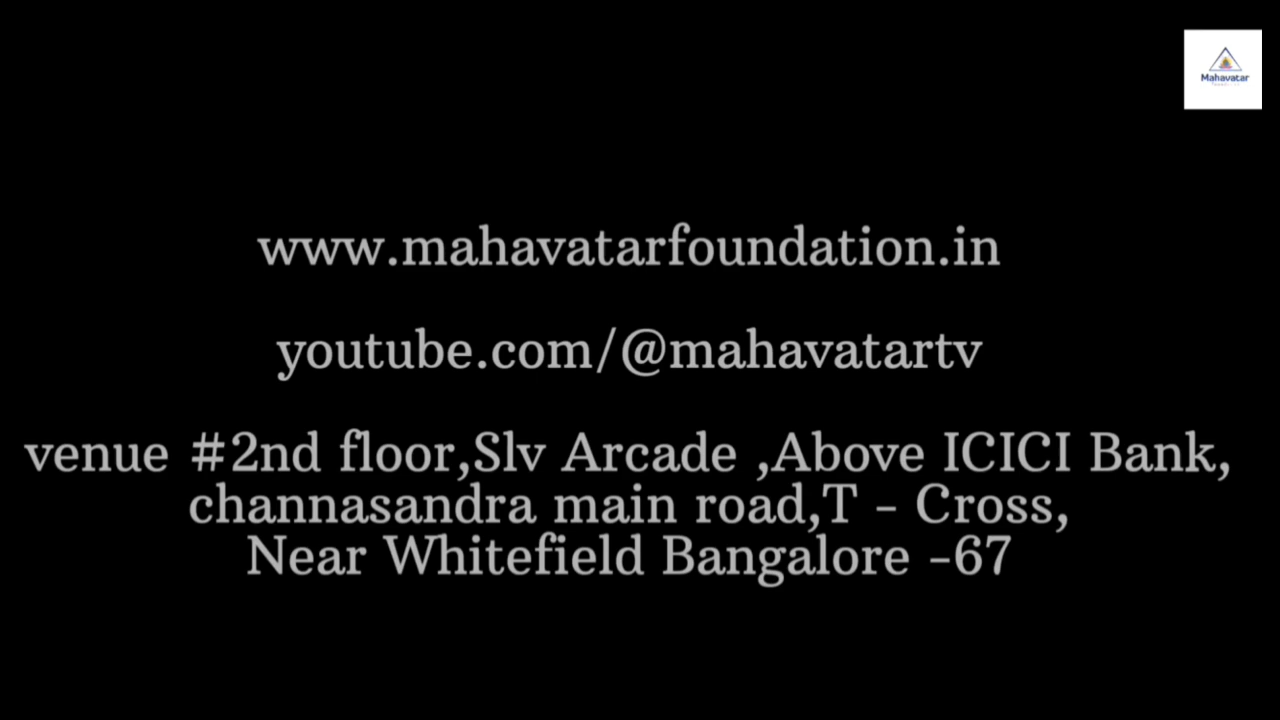 Mahavatar
www.mahavatarfoundation.in
youtube.com/@mahavatartv
venue #2nd floor,Slv Arcade ,Above ICICI Bank,
channasandra main road,T - Cross,
Near Whitefield Bangalore -67